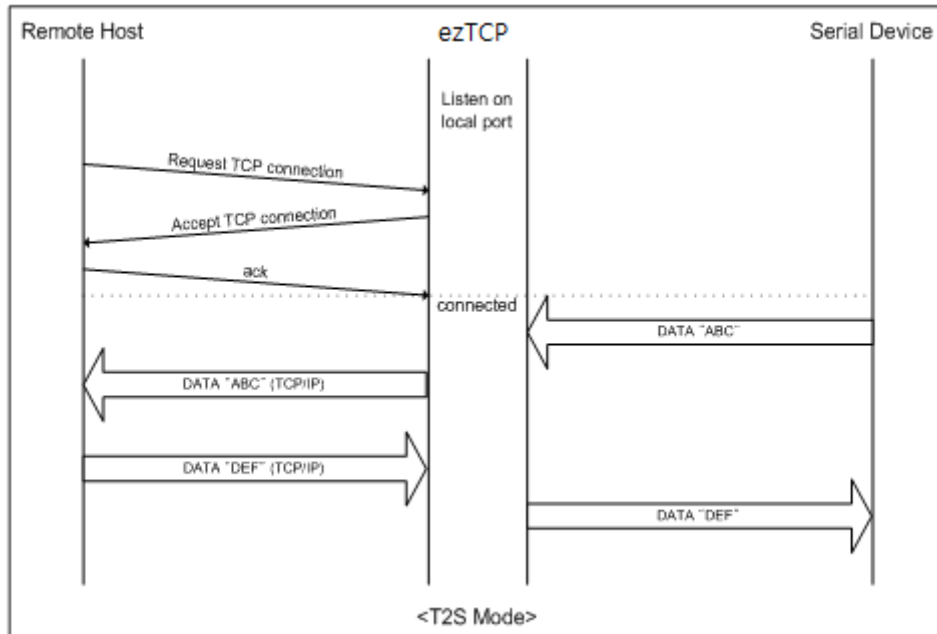 Remote Host
ezTCP
Serial Device
Listen on
local port
Request TCP connection
Accept TCP connection
ack
connected
DATA "ABC"
DATA "ABC" (TCP/IP)
DATA "DEF" (TCP/IP)
DATA "DEF"
<T2S Mode>